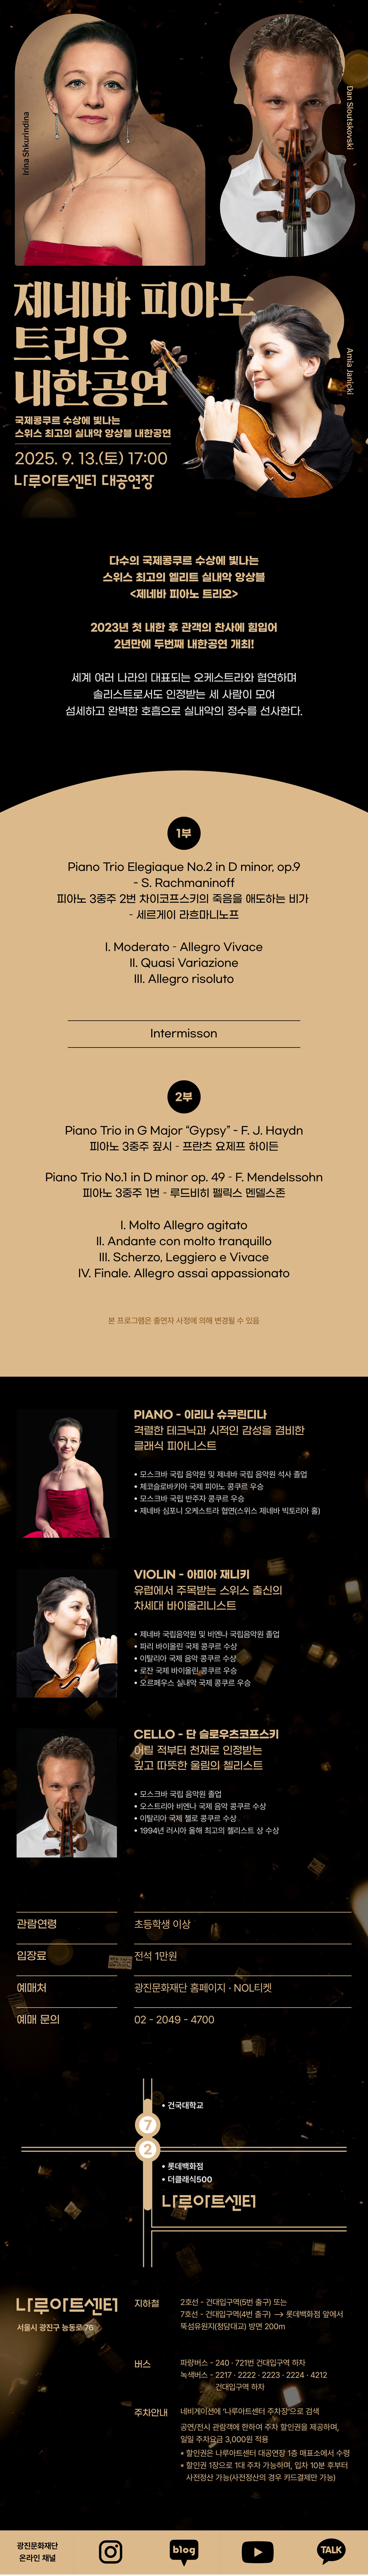 Irina Shkurindina
Dan Sloutskovski
제네바 피아노
트리오
내한공연
Amia Janicki
국제콩쿠르 수상에 빛나는
스위스 최고의 실내악 앙상블 내한공연
2025. 9. 13.(토) 17:00
나루아트센터 대공연장
다수의 국제콩쿠르 수상에 빛나는
스위스 최고의 엘리트 실내악 앙상블
<제네바 피아노 트리오>
2023년 첫 내한 후 관객의 찬사에 힘입어
2년만에 두번째 내한공연 개최!
세계 여러 나라의 대표되는 오케스트라와 협연하며
솔리스트로서도 인정받는 세 사람이 모여
섬세하고 완벽한 호흡으로 실내악의 정수를 선사한다.
1부
Piano Trio Elegiaque No.2 in D minor, op.9
- S. Rachmaninoff
피아노 3중주 2번 차이코프스키의 죽음을 애도하는 비가
- 세르게이 라흐마니노프
I. Moderato - Allegro Vivace
II. Quasi Variazione
III. Allegro risoluto
Intermisson
2부
Piano Trio in G Major “Gypsy” - F. J. Haydn
피아노 3중주 짚시 - 프란츠 요제프 하이든
Piano Trio No.1 in D minor op. 49 - F. Mendelssohn
피아노 3중주 1번 - 루드비히 펠릭스 멘델스존
I. Molto Allegro agitato
II. Andante con molto tranquillo
III. Scherzo, Leggiero e Vivace
IV. Finale. Allegro assai appassionato
본 프로그램은 출연자 사정에 의해 변경될 수 있음
PIANO - 이리나 슈쿠린디나
격렬한 테크닉과 시적인 감성을 겸비한
클래식 피아니스트
• 모스크바 국립 음악원 및 제네바 국립 음악원 석사 졸업
• 체코슬로바키아 국제 피아노 콩쿠르 우승
• 모스크바 국립 반주자 콩쿠르 우승
• 제네바 심포니 오케스트라 협연(스위스 제네바 빅토리아 홀)
VIOLIN - 아미아 재니키
유럽에서 주목받는 스위스 출신의
차세대 바이올리니스트
• 제네바 국립음악원 및 비엔나 국립음악원 졸업
• 파리 바이올린 국제 콩쿠르 수상
• 이탈리아 국제 음악 콩쿠르 수상
• 로잔 국제 바이올린 콩쿠르 우승
• 오르페우스 실내악 국제 콩쿠르 우승
CELLO - 단 슬로우츠코프스키
어릴 적부터 천재로 인정받는
깊고 따뜻한 울림의 첼리스트
• 모스크바 국립 음악원 졸업
• 오스트리아 비엔나 국제 음악 콩쿠르 수상
• 이탈리아 국제 첼로 콩쿠르 수상
• 1994년 러시아 올해 최고의 첼리스트 상 수상
관람연령 초등학생 이상
입장료 전석 1만원
예매처 광진문화재단 홈페이지 · NOL티켓
예매 문의 02 - 2049 - 4700
• 건국대학교
7
2
• 롯데백화점
• 더클래식500
나루아트센터
나루아트센터
서울시 광진구 능동로 76
지하철 2호선 - 건대입구역(5번 출구) 또는
7호선 - 건대입구역(4번 출구) → 롯데백화점 앞에서
뚝섬유원지(청담대교) 방면 200m
버스 파랑버스 - 240 · 721번 건대입구역 하차
녹색버스 - 2217 · 2222 · 2223 · 2224 · 4212
건대입구역 하차
주차안내 네비게이션에 '나루아트센터 주차장'으로 검색
공연/전시 관람객에 한하여 주차 할인권을 제공하며,
일일 주차요금 3,000원 적용
* 할인권은 나루아트센터 대공연장 1층 매표소에서 수령
* 할인권 1장으로 1대 주차 가능하며, 입차 10분 후부터
사전정산 가능(사전정산의 경우 카드결제만 가능)
광진문화재단
온라인 채널
blog
TALK